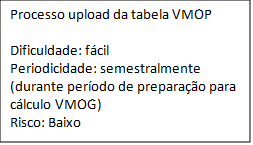 Processo upload da tabela VMOP
Dificuldade: fácil
Periodicidade: semestralmente
(durante período de preparação para
cálculo VMOG)
Risco: Baixo